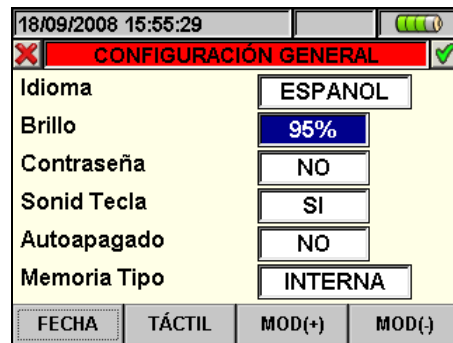 18/09/2008 15:55:29
CONFIGURACIÓN GENERAL
Idioma ESPANOL
Brillo 95%
Contraseña NO
Sonid Tecla SI
Autoapagado NO
Memoria Tipo INTERNA
FECHA TÁCTIL MOD(+) MOD(-)